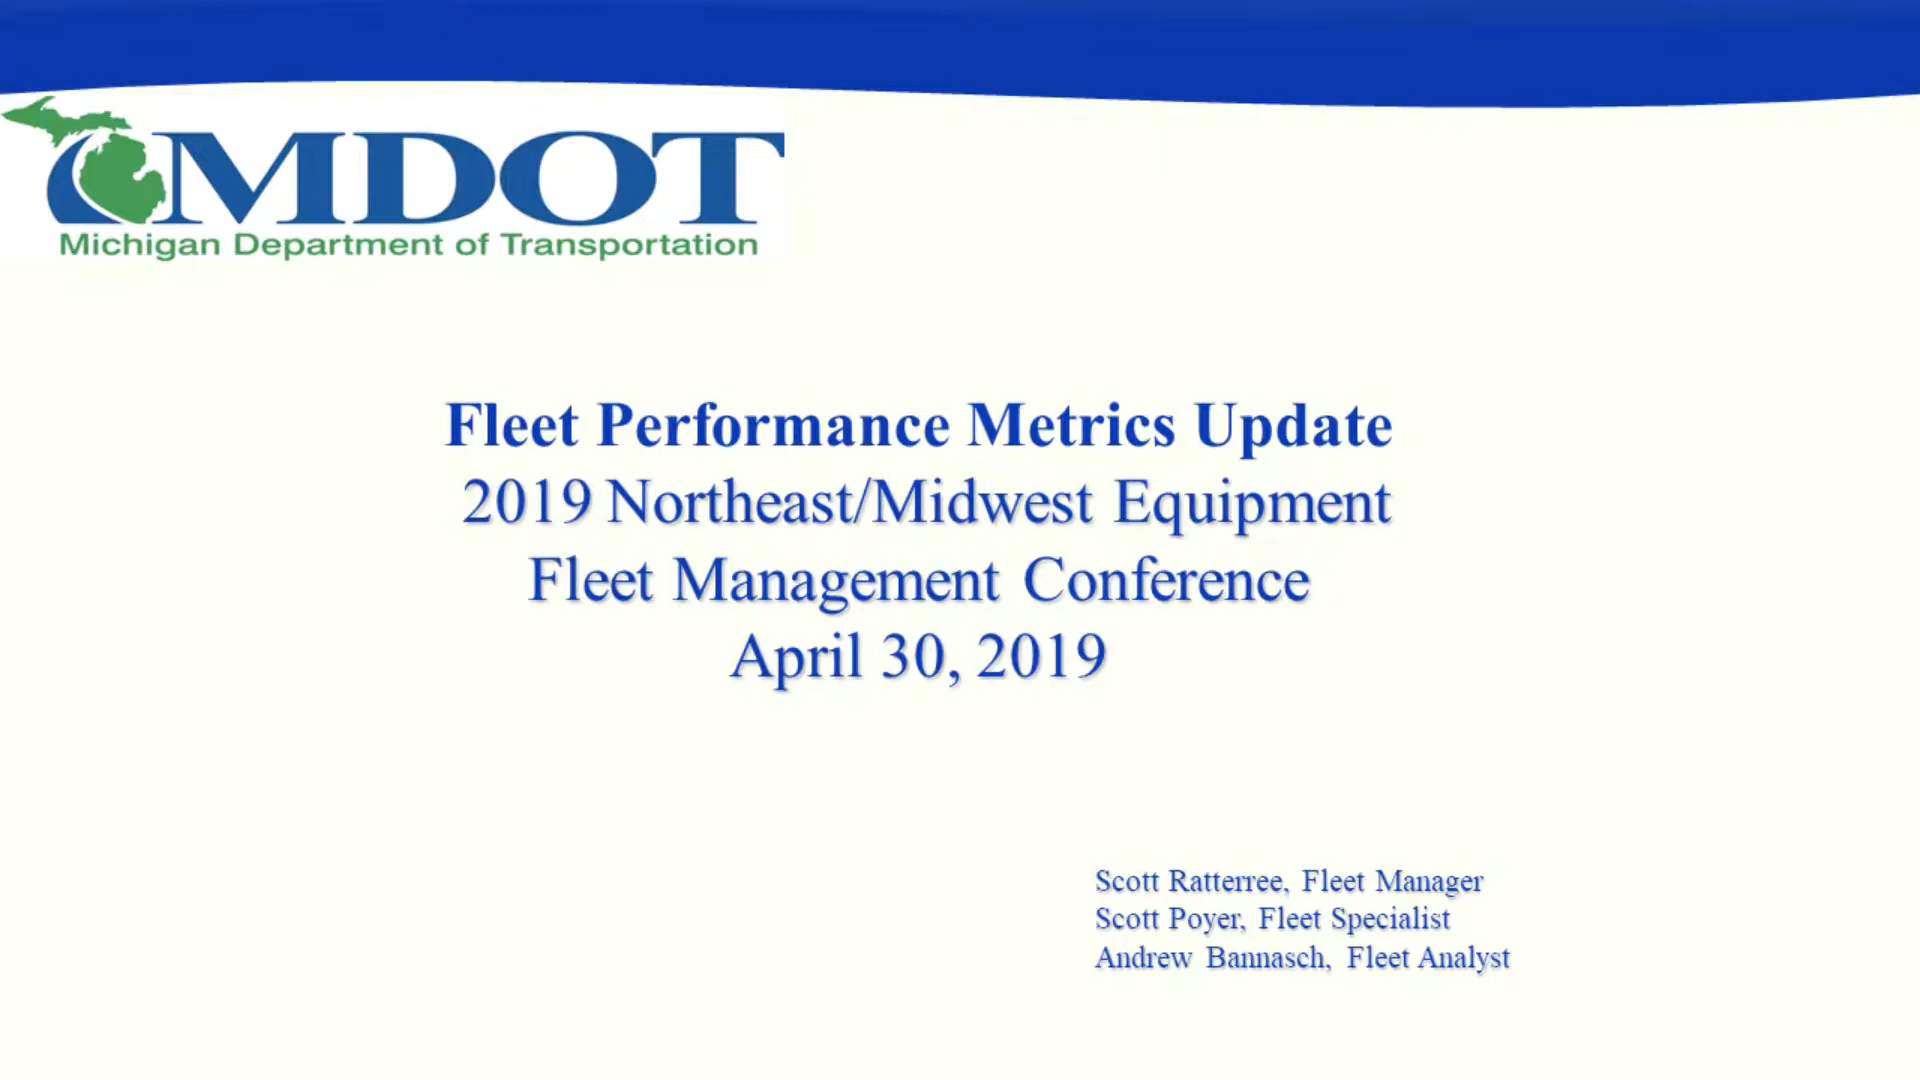 MDOT
Michigan Department of Transportation
Fleet Performance Metrics Update
2019 Northeast/Midwest Equipment
Fleet Management Conference
April 30, 2019
Scott Ratterree, Fleet Manager
Scott Poyer, Fleet Specialist
Andrew Bannasch, Fleet Analyst